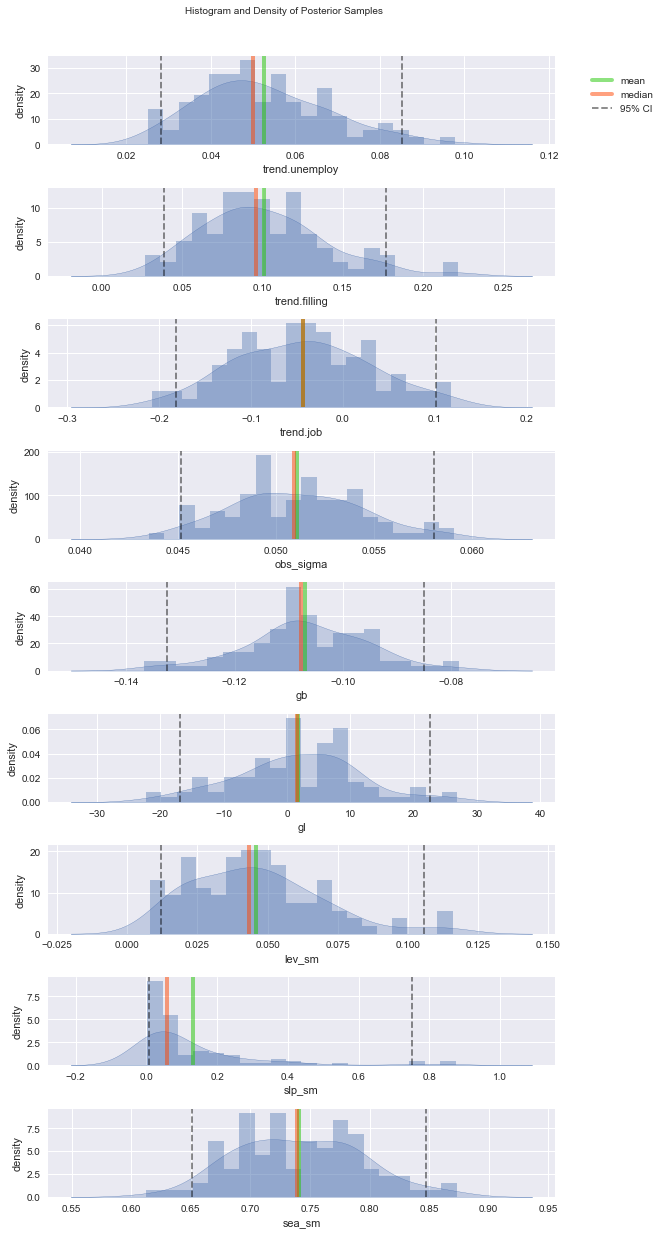 Histogram and Density of Posterior Samples
mean
median
95% CI
density
30
20
10
0
0.02 0.04 0.06 0.08 0.10 0.12
trend.unemploy
density
10
5
0
0.00 0.05 0.10 0.15 0.20 0.25
trend.filling
density
6
4
2
0
−0.3 −0.2 −0.1 0.0 0.1 0.2
trend.job
density
200
100
0
0.040 0.045 0.050 0.055 0.060
obs_sigma
density
60
40
20
0
−0.14 −0.12 −0.10 −0.08
gb
density
0.06
0.04
0.02
0.00
−30 −20 −10 0 10 20 30 40
gl
density
20
10
0
−0.025 0.000 0.025 0.050 0.075 0.100 0.125 0.150
lev_sm
density
7.5
5.0
2.5
0.0
−0.2 0.0 0.2 0.4 0.6 0.8 1.0
slp_sm
density
7.5
5.0
2.5
0.0
0.55 0.60 0.65 0.70 0.75 0.80 0.85 0.90 0.95
sea_sm